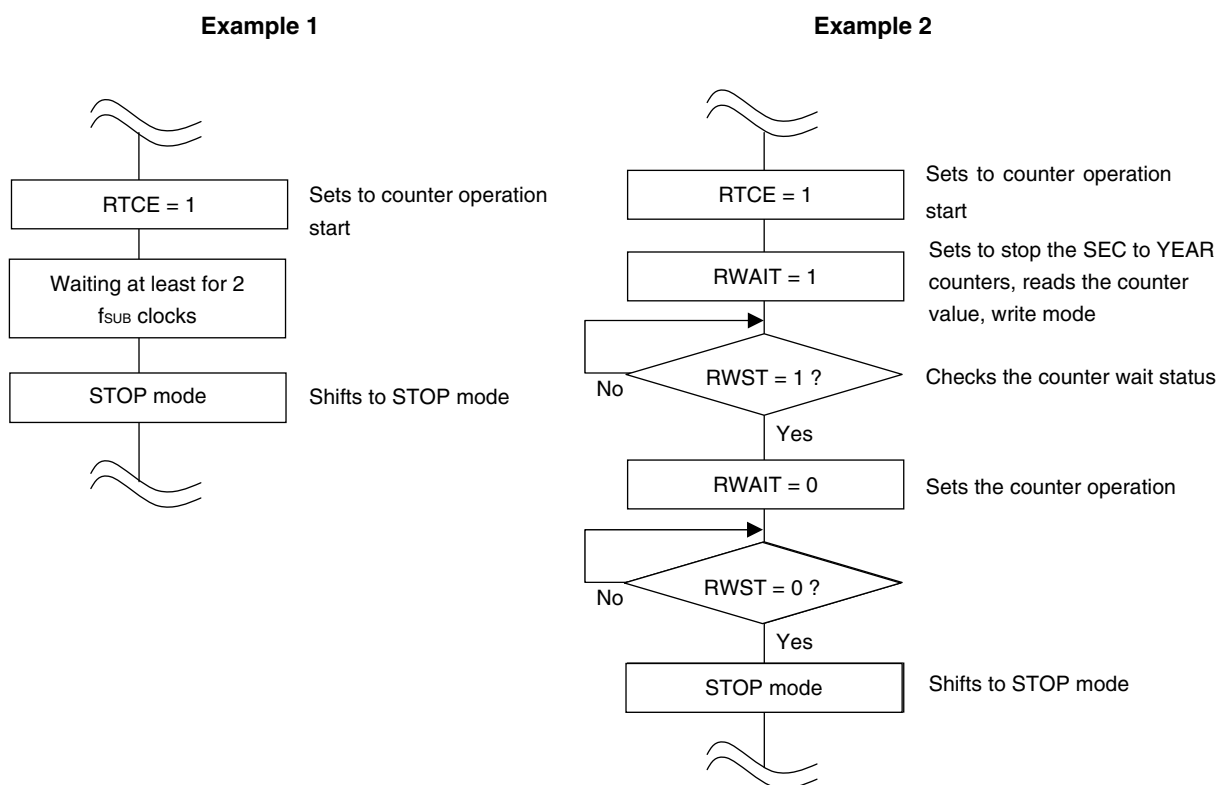 Example 1
RTCE = 1
Sets to counter operation
start
Waiting at least for 2
fSUB clocks
STOP mode
Shifts to STOP mode
Example 2
RTCE = 1
Sets to counter operation
start
RWAIT = 1
Sets to stop the SEC to YEAR
counters, reads the counter
value, write mode
No
RWST = 1 ?
Checks the counter wait status
Yes
RWAIT = 0
Sets the counter operation
No
RWST = 0 ?
Yes
STOP mode
Shifts to STOP mode